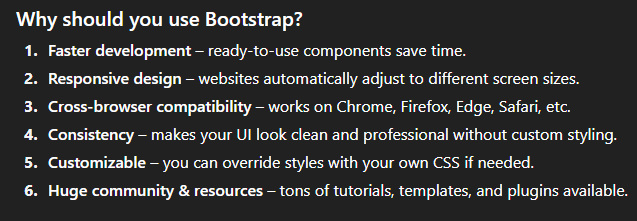 Why should you use Bootstrap?
1. Faster development – ready-to-use components save time.
2. Responsive design – websites automatically adjust to different screen sizes.
3. Cross-browser compatibility – works on Chrome, Firefox, Edge, Safari, etc.
4. Consistency – makes your UI look clean and professional without custom styling.
5. Customizable – you can override styles with your own CSS if needed.
6. Huge community & resources – tons of tutorials, templates, and plugins available.